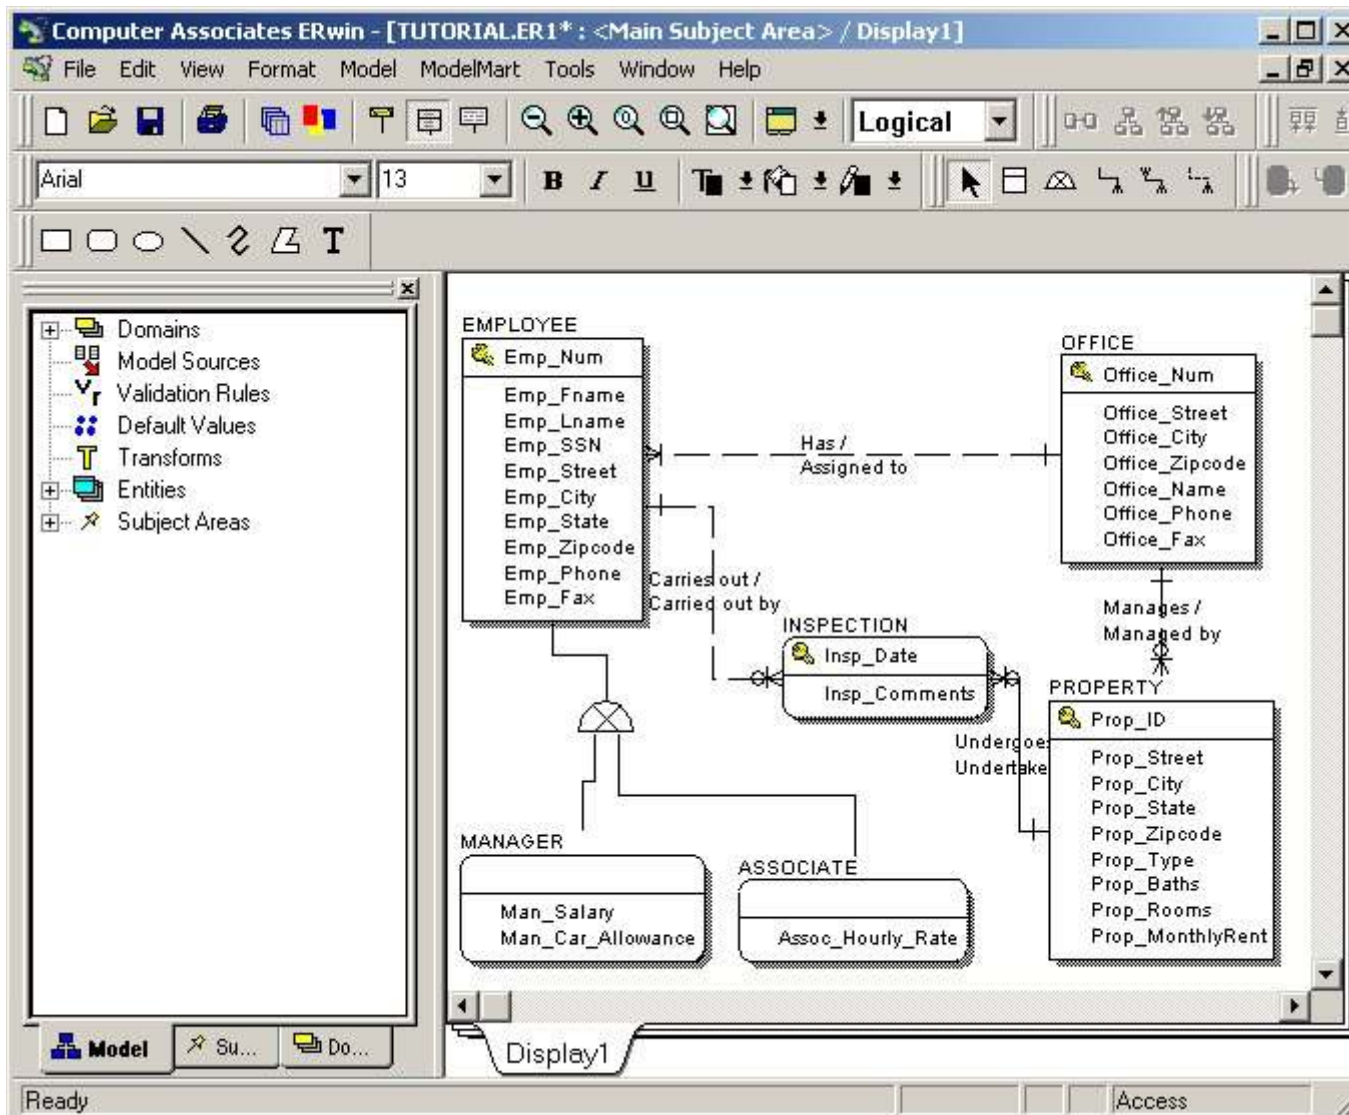 Computer Associates ERwin - [TUTORIAL.ER1* : <Main Subject Area> / Display1]
File Edit View Format Model ModelMart Tools Window Help
Logical
Arial 13 B I U T
T
Domains
Model Sources
Validation Rules
Default Values
Transforms
Entities
Subject Areas
Model Su... Do...
EMPLOYEE
Emp_Num
Emp_Fname
Emp_Lname
Emp_SSN
Emp_Street
Emp_City
Emp_State
Emp_Zipcode
Emp_Phone
Emp_Fax
Has /
Assigned to
OFFICE
Office_Num
Office_Street
Office_City
Office_Zipcode
Office_Name
Office_Phone
Office_Fax
Carries out /
Carried out by
Manages /
Managed by
INSPECTION
Insp_Date
Insp_Comments
Undergoe
Undertake
PROPERTY
Prop_ID
Prop_Street
Prop_City
Prop_State
Prop_Zipcode
Prop_Type
Prop_Baths
Prop_Rooms
Prop_MonthlyRent
MANAGER
Man_Salary
Man_Car_Allowance
ASSOCIATE
Assoc_Hourly_Rate
Display1
Ready Access